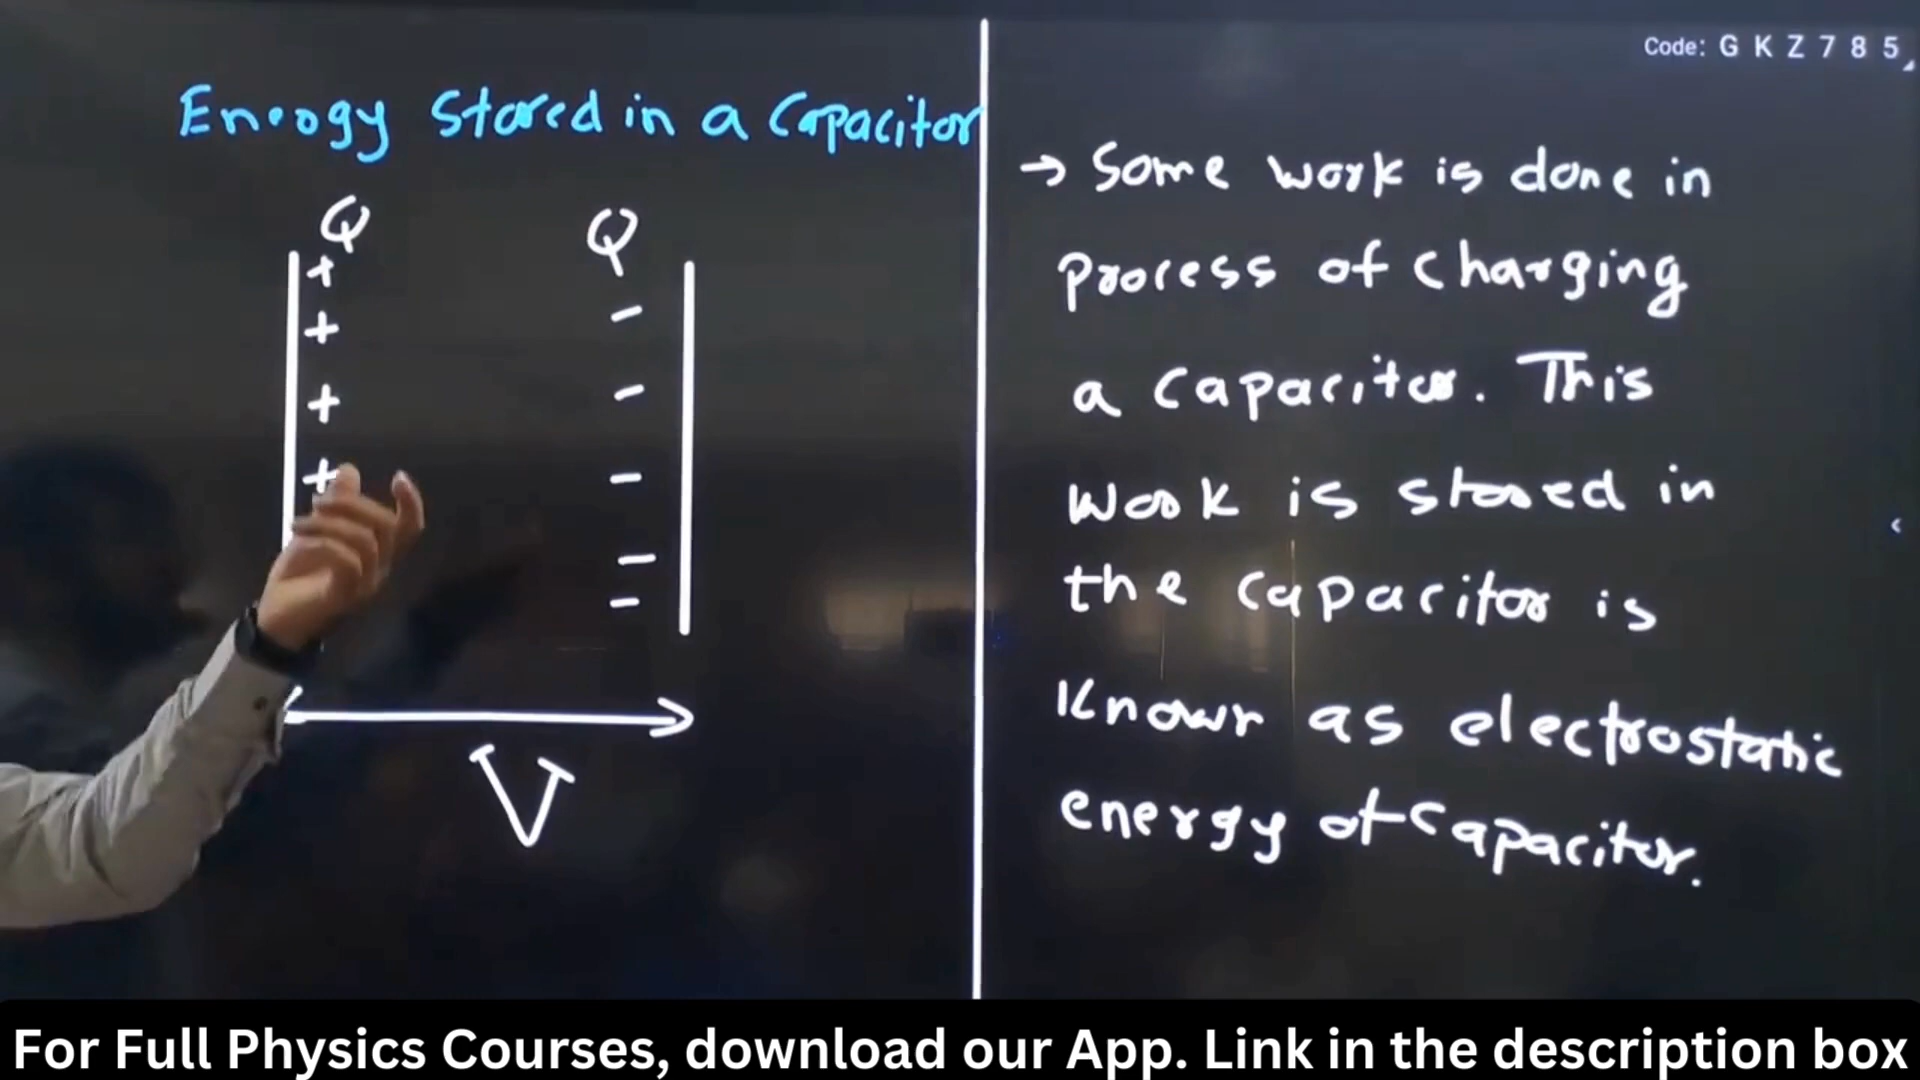 Code: G K Z 7 8 5
Energy Stored in a Capacitor
Q Q
+
+ -
+ -
+ -
-
-
V
→ Some work is done in
process of charging
a capacitor. This
work is stored in
the capacitor is
known as electrostatic
energy of capacitor.
For Full Physics Courses, download our App. Link in the description box